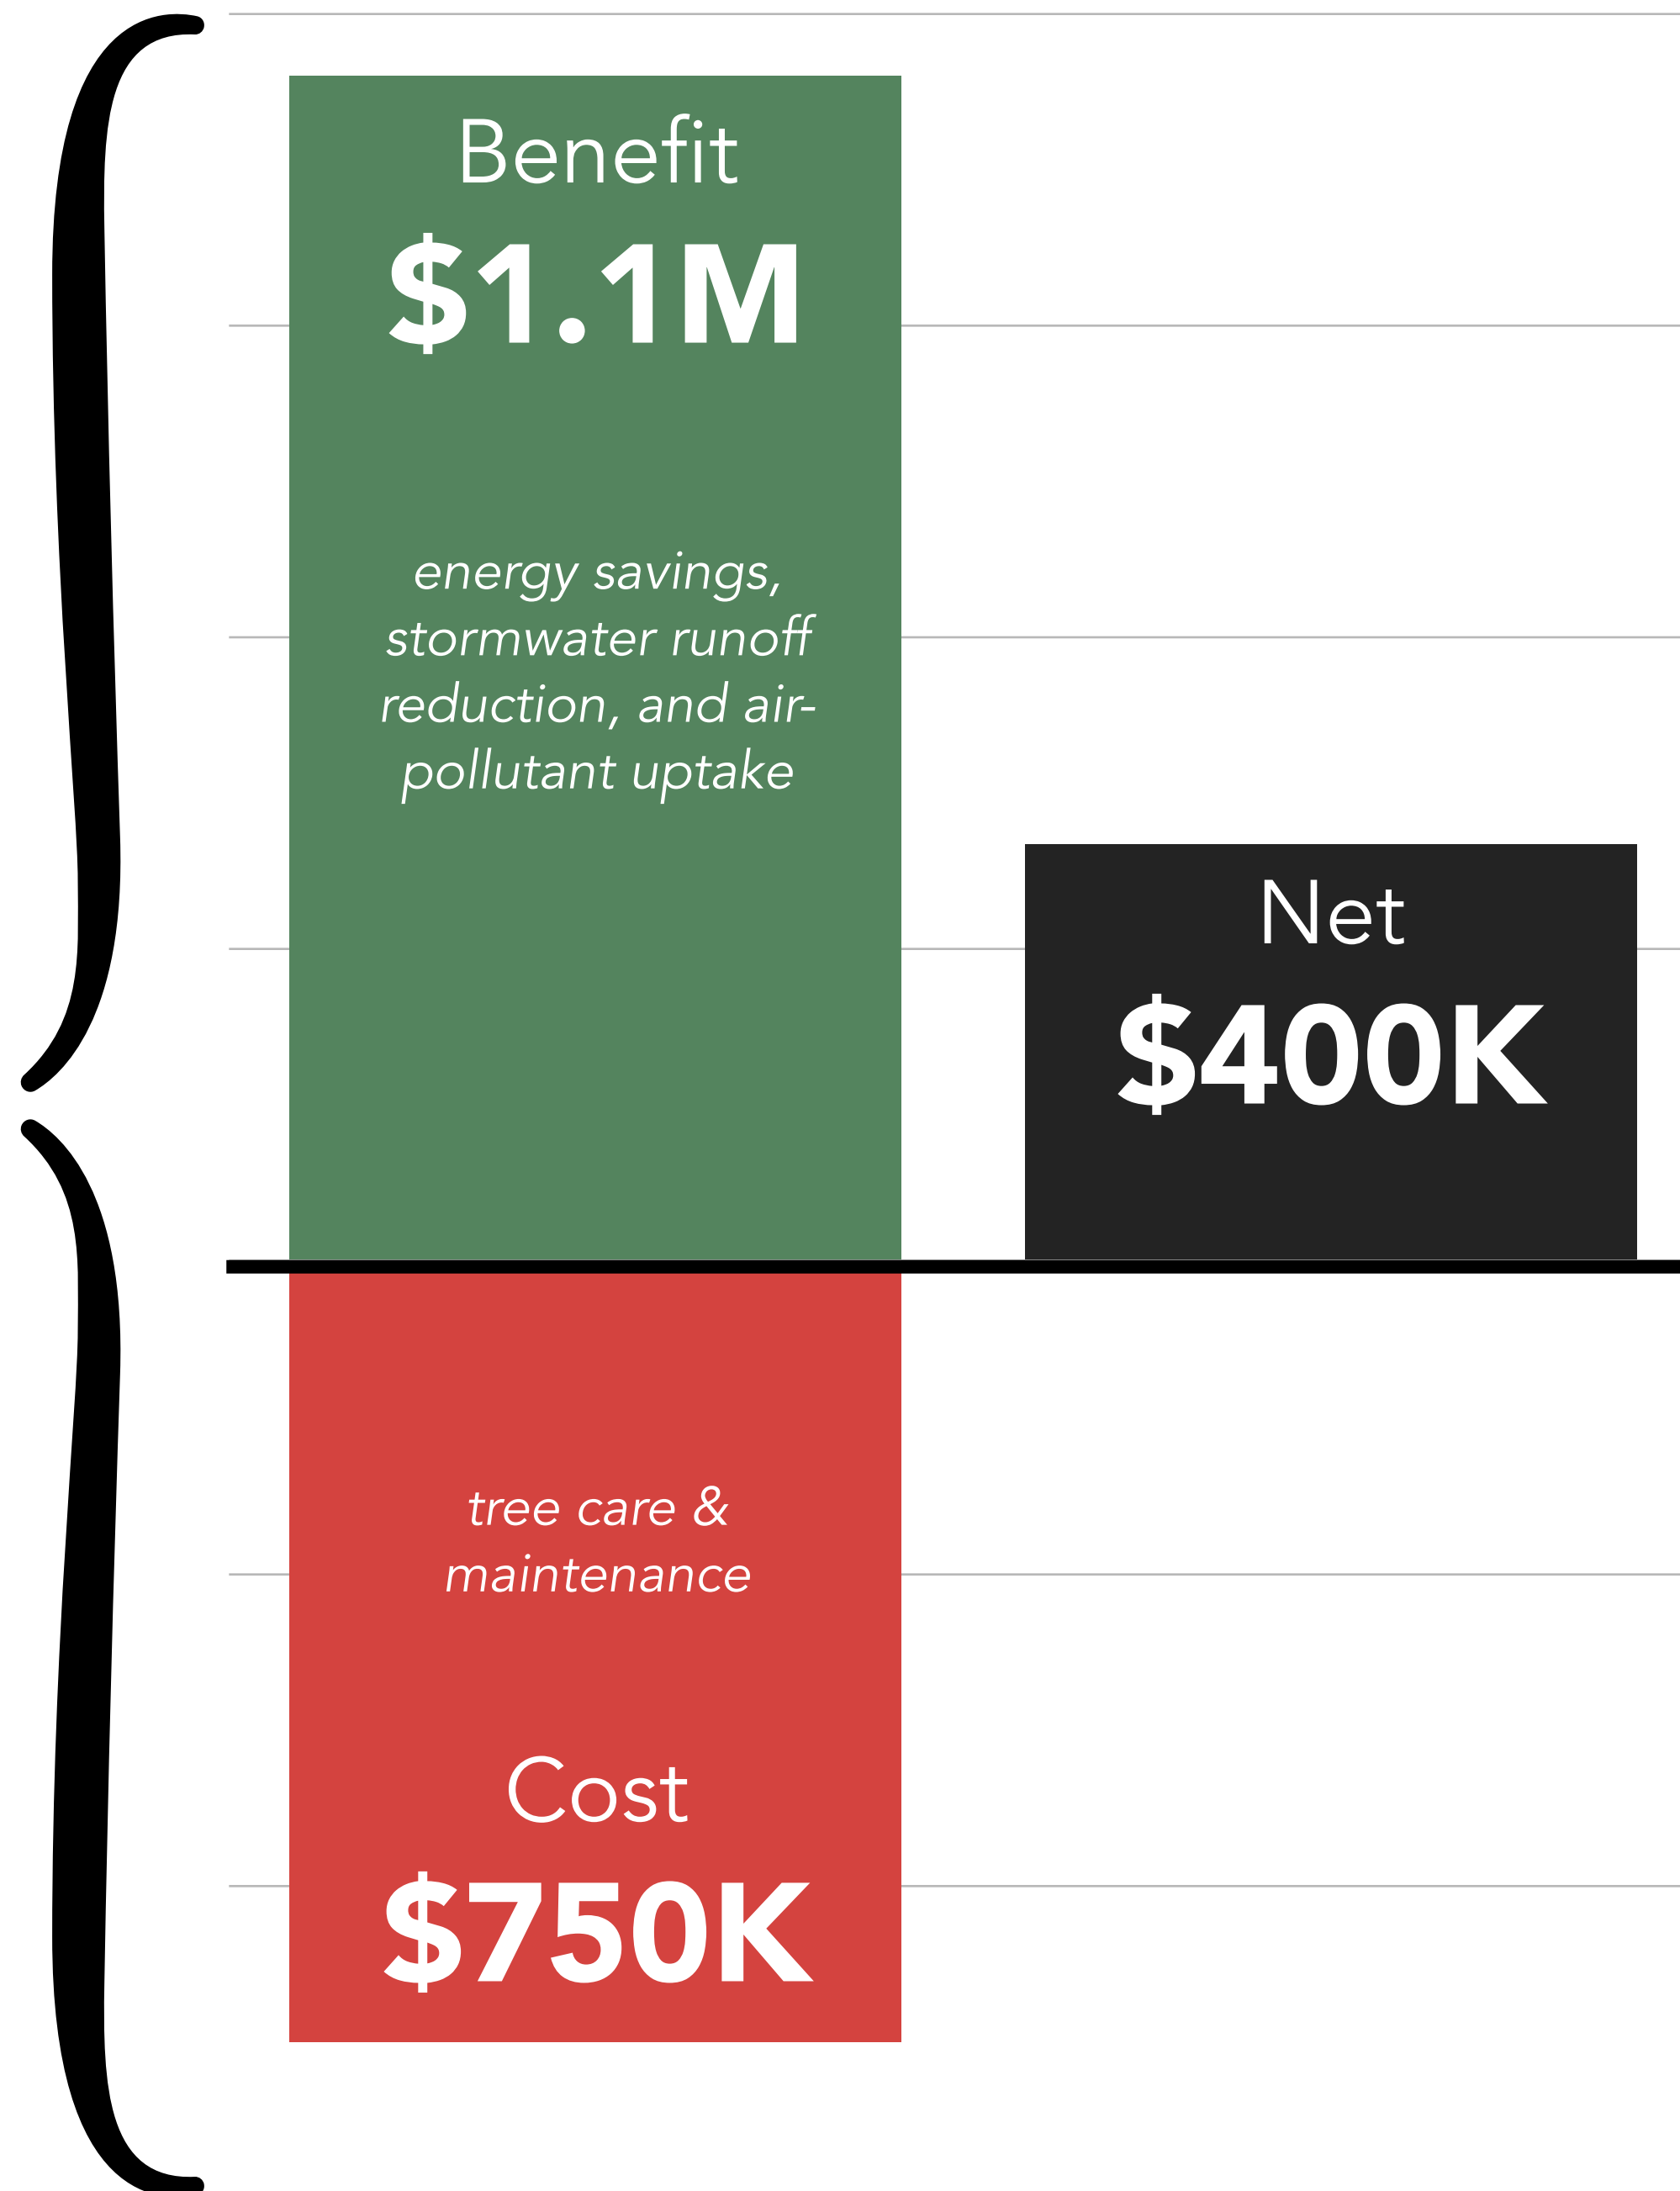 Benefit
$1.1M
energy savings,
stormwater runoff
reduction, and air-
pollutant uptake
Net
$400K
tree care &
maintenance
Cost
$750K